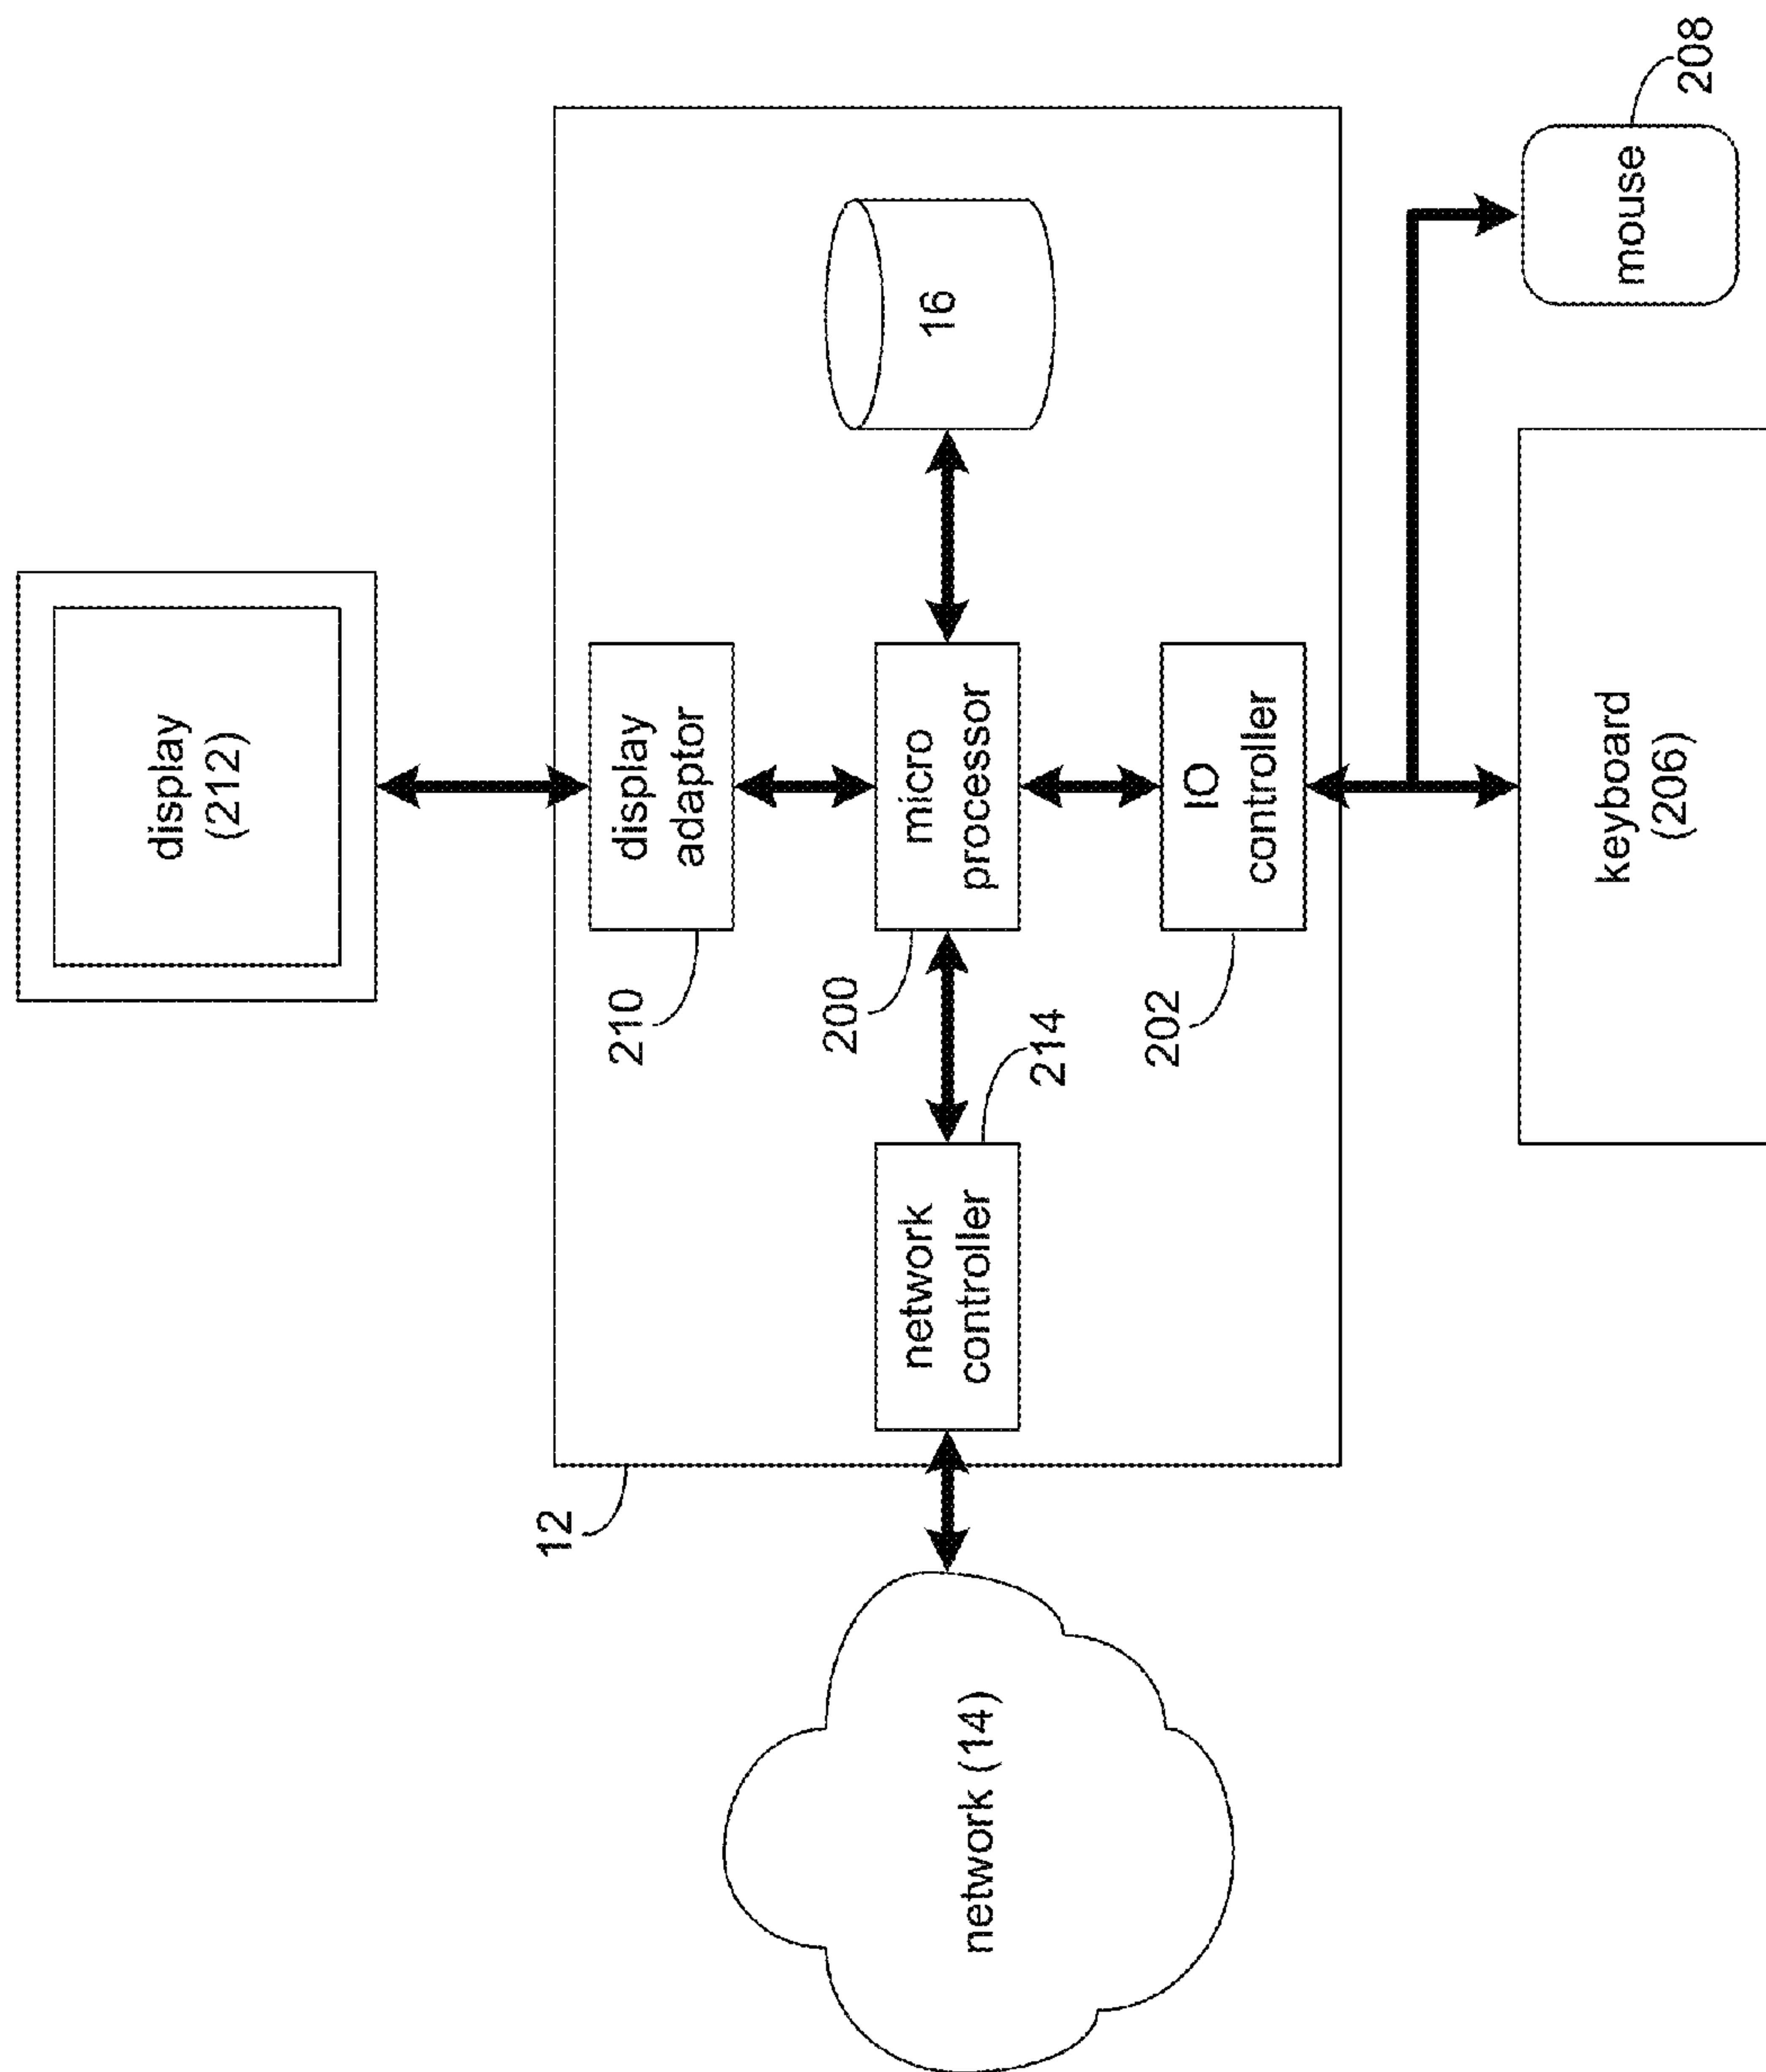 display
(212)
display
adaptor
210
micro
processor
200
16
network
controller
214
IO
controller
202
12
network (14)
keyboard
(206)
mouse
208